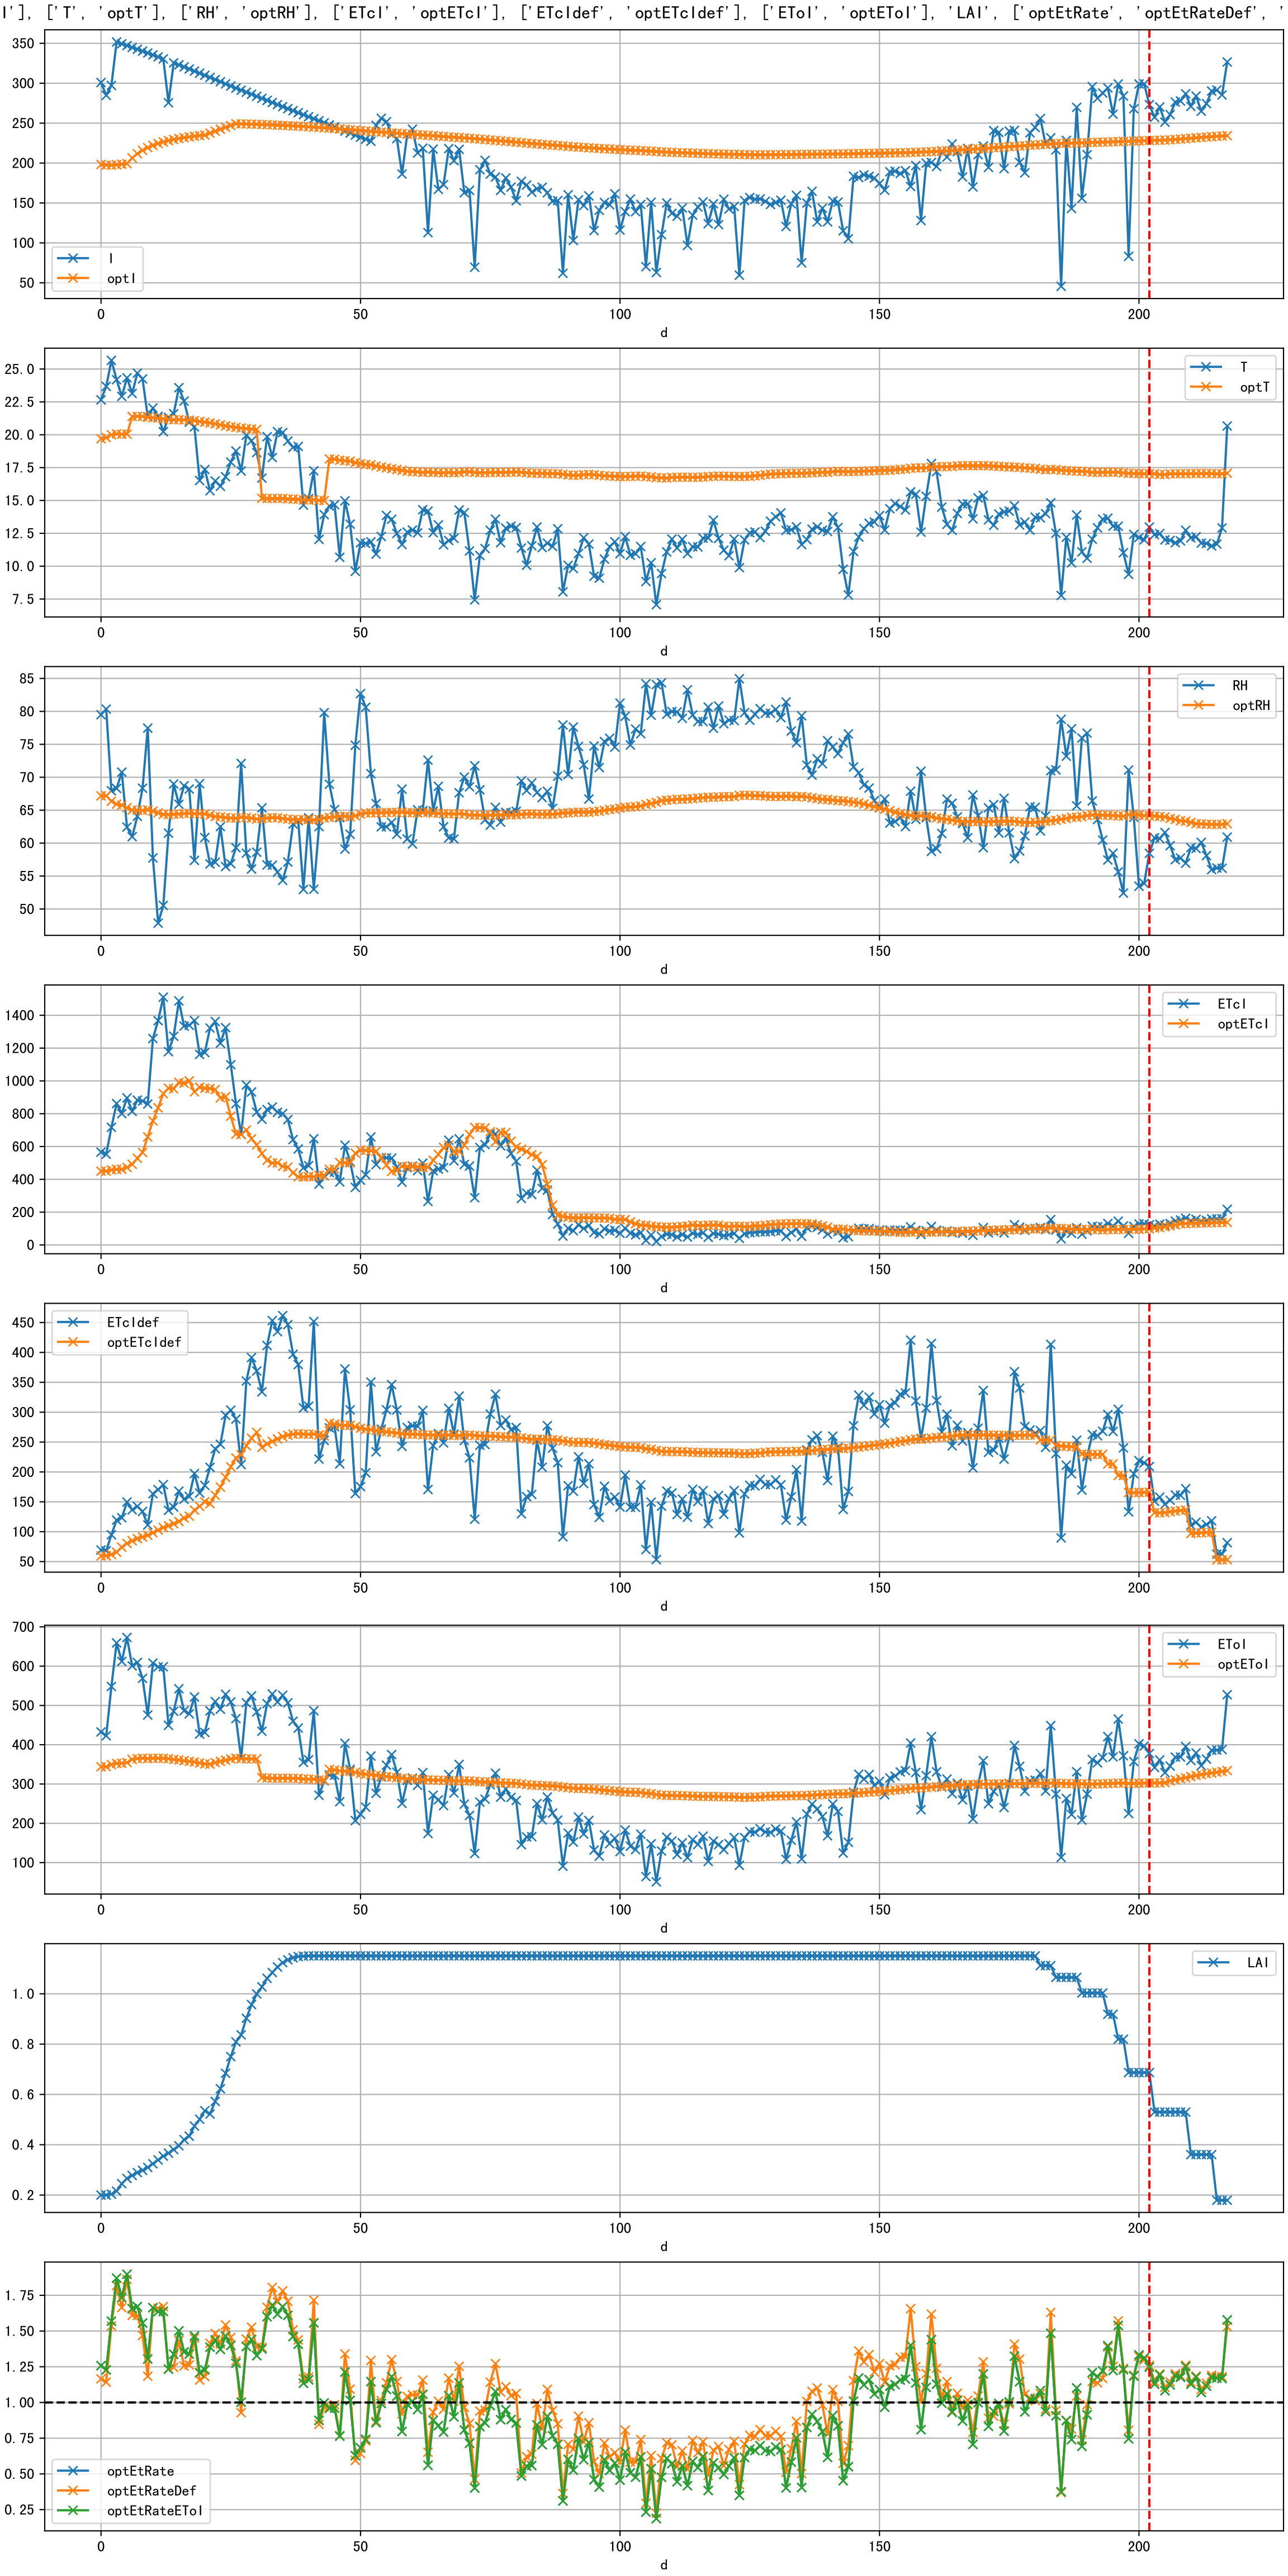 I'], ['T', 'optT'], ['RH', 'optRH'], ['ETcI', 'optETcI'], ['ETcIdef', 'optETcIdef'], ['EToI', 'optEToI'], 'LAI', ['optEtRate', 'optEtRateDef', '
350
300
250
200
150
100
50
I
optI
0 50 100 150 200
d
25.0
22.5
20.0
17.5
15.0
12.5
10.0
7.5
T
optT
0 50 100 150 200
d
85
80
75
70
65
60
55
50
RH
optRH
0 50 100 150 200
d
1400
1200
1000
800
600
400
200
0
ETcI
optETcI
0 50 100 150 200
d
450
400
350
300
250
200
150
100
50
ETcIdef
optETcIdef
0 50 100 150 200
d
700
600
500
400
300
200
100
EToI
optEToI
0 50 100 150 200
d
1.0
0.8
0.6
0.4
0.2
LAI
0 50 100 150 200
d
1.75
1.50
1.25
1.00
0.75
0.50
0.25
optEtRate
optEtRateDef
optEtRateEToI
0 50 100 150 200
d